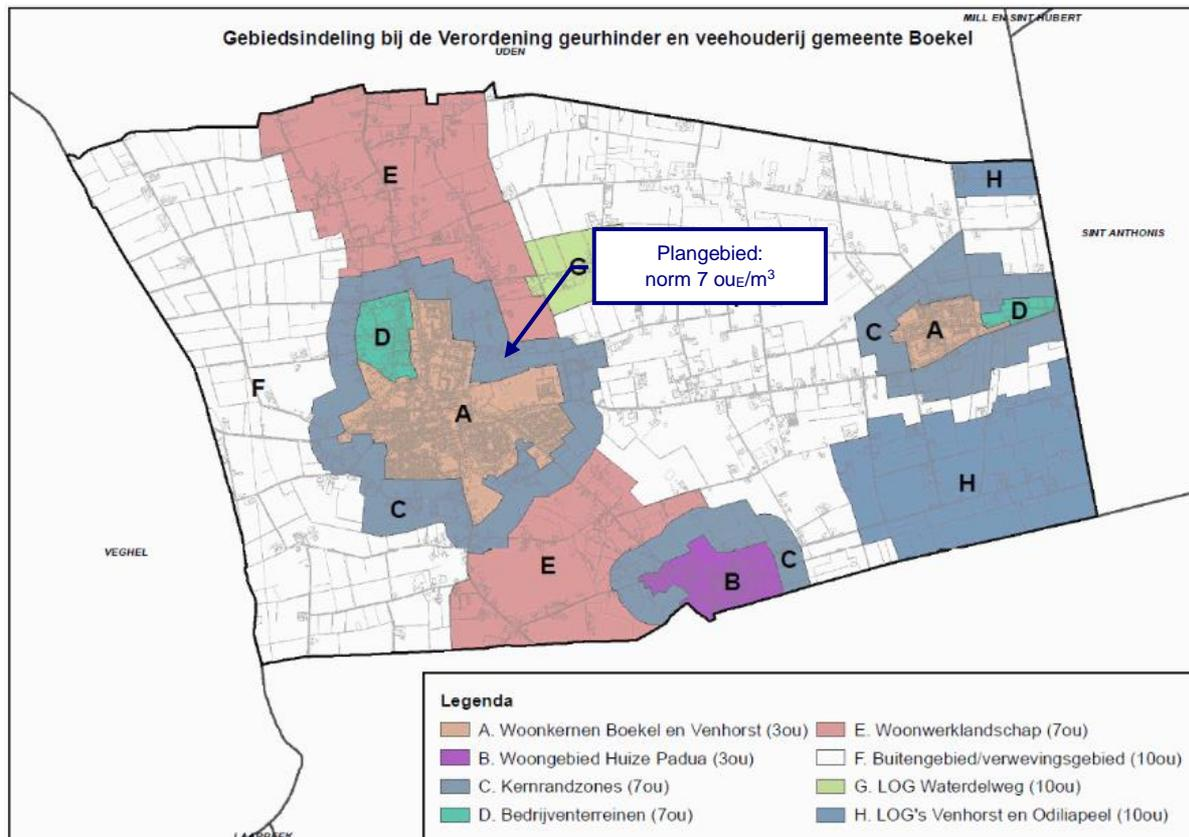 MILL EN SINT HUBERT
Gebiedsindeling bij de Verordening geurhinder en veehouderij gemeente Boekel
UDEN
E
H
SINT ANTHONIS
Plangebied:
norm 7 ouE/m³
G
D
C
A
D
F
A
C
H
VEGHEL
E
C
B
Legenda
A. Woonkernen Boekel en Venhorst (3ou)
B. Woongebied Huize Padua (3ou)
C. Kernrandzones (7ou)
D. Bedrijventerreinen (7ou)
E. Woonwerklandschap (7ou)
F. Buitengebied/verwevingsgebied (10ou)
G. LOG Waterdelweg (10ou)
H. LOG's Venhorst en Odiliapeel (10ou)
LAARBEEK